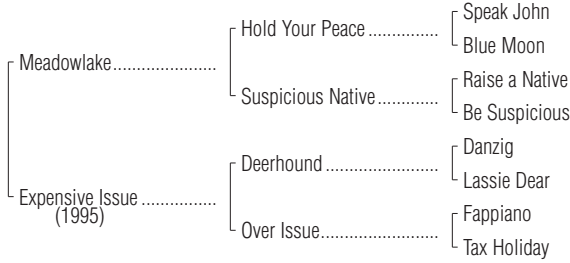 Speak John
Hold Your Peace ...............
Blue Moon
Meadowlake......................
Raise a Native
Suspicious Native.............
Be Suspicious
Danzig
Deerhound ........................
Lassie Dear
Expensive Issue ................
(1995)
Fappiano
Over Issue.........................
Tax Holiday